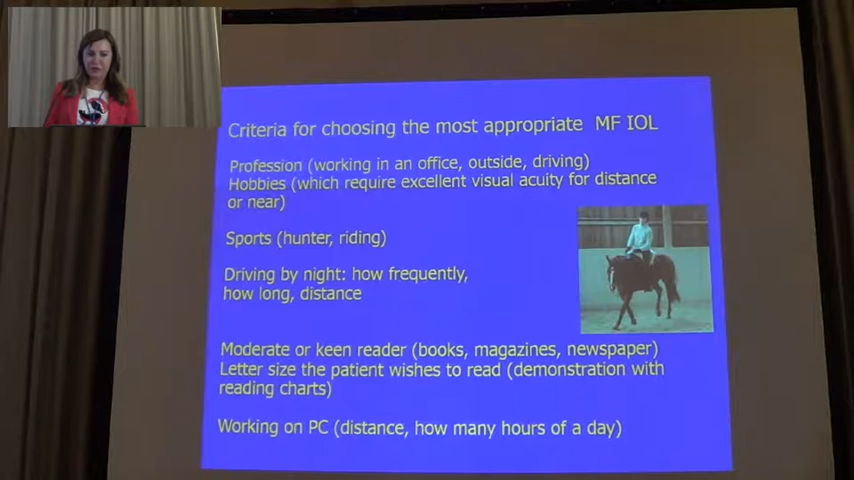 Criteria for choosing the most appropriate MF IOL
Profession (working in an office, outside, driving)
Hobbies (which require excellent visual acuity for distance
or near)
Sports (hunter, riding)
Driving by night: how frequently,
how long, distance
Moderate or keen reader (books, magazines, newspaper)
Letter size the patient wishes to read (demonstration with
reading charts)
Working on PC (distance, how many hours of a day)